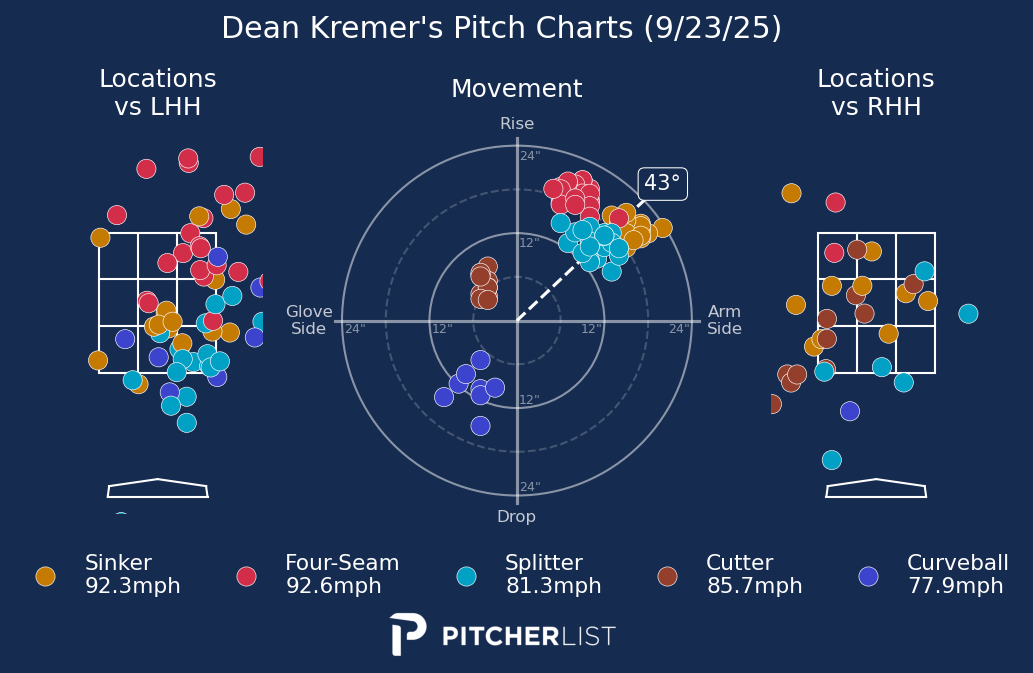 Dean Kremer's Pitch Charts (9/23/25)
Locations
vs LHH
Movement
Locations
vs RHH
Rise
24"
43°
12"
Glove
Side
24"
12"
12"
24"
Arm
Side
12"
24"
Drop
Sinker
92.3mph
Four-Seam
92.6mph
Splitter
81.3mph
Cutter
85.7mph
Curveball
77.9mph
PITCHERLIST